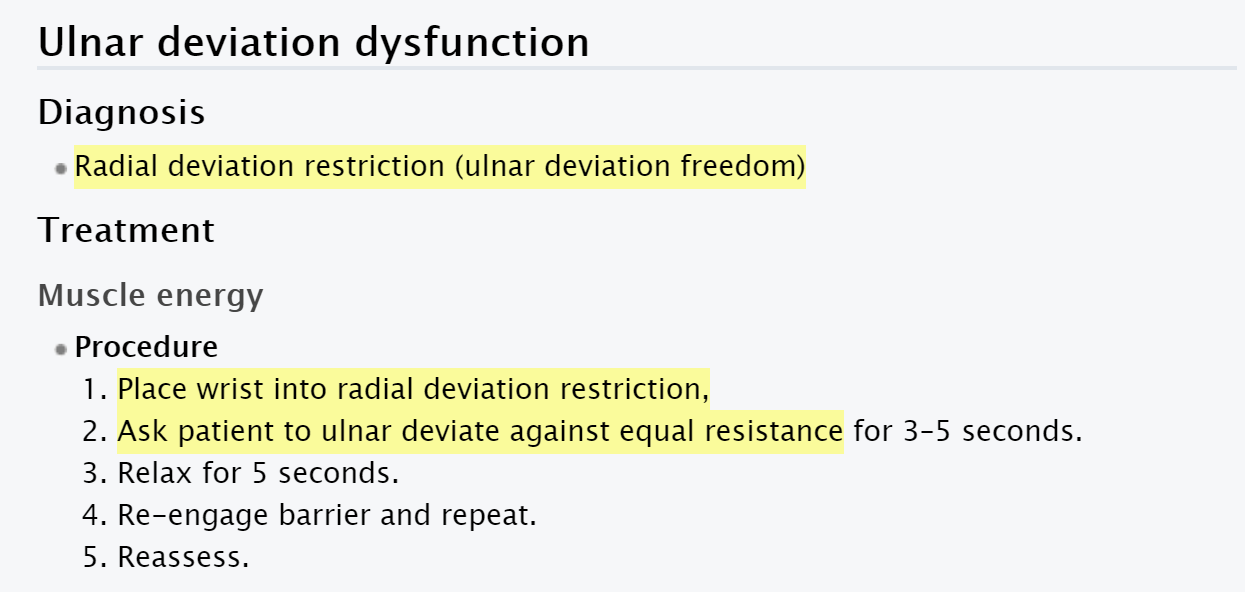 Ulnar deviation dysfunction
Diagnosis
Radial deviation restriction (ulnar deviation freedom)
Treatment
Muscle energy
Procedure
1. Place wrist into radial deviation restriction,
2. Ask patient to ulnar deviate against equal resistance for 3–5 seconds.
3. Relax for 5 seconds.
4. Re-engage barrier and repeat.
5. Reassess.